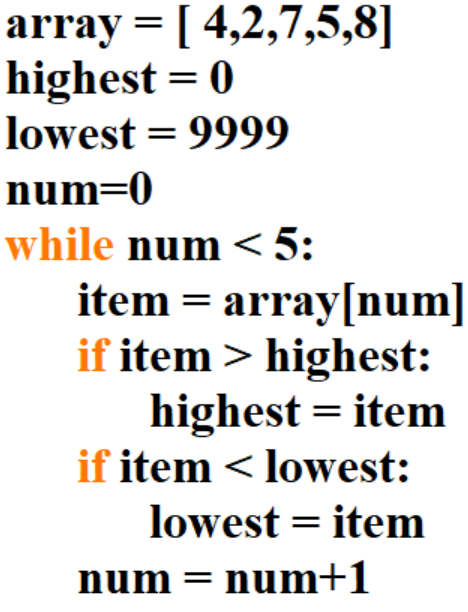 array = [ 4,2,7,5,8]
highest = 0
lowest = 9999
num=0
while num < 5:
item = array[num]
if item > highest:
highest = item
if item < lowest:
lowest = item
num = num+1